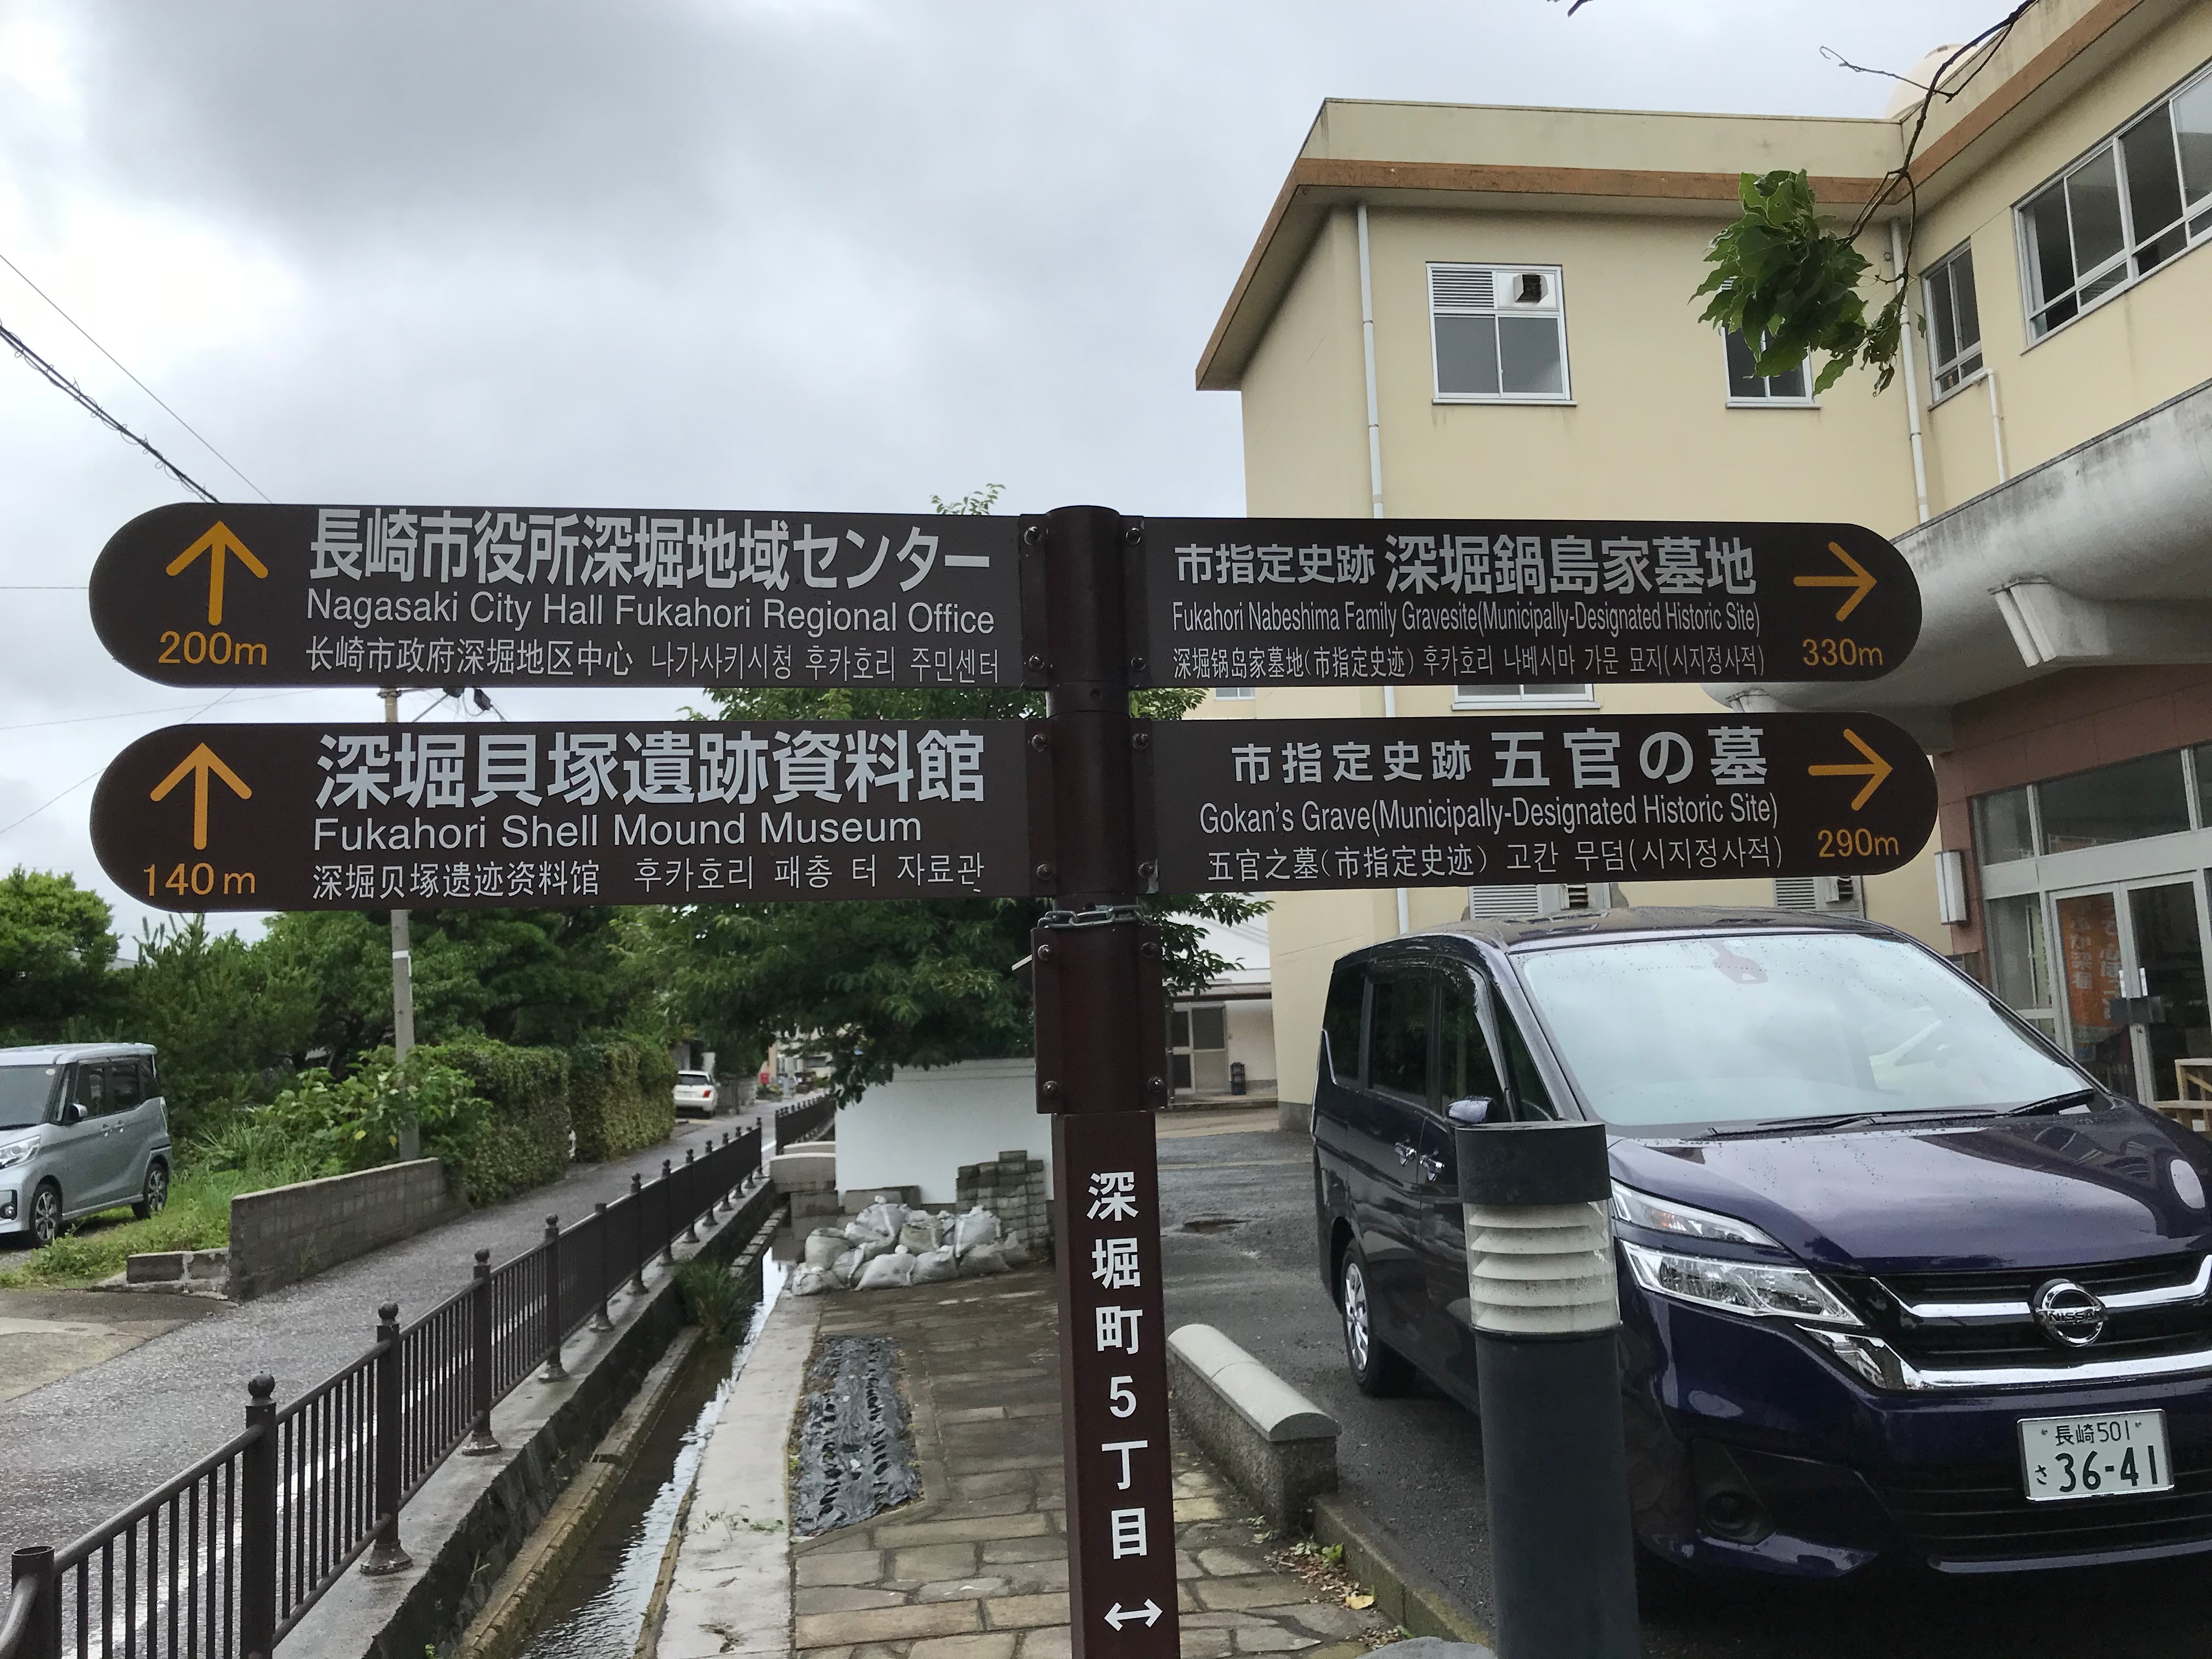 長崎市役所深堀地域センター
Nagasaki City Hall Fukahori Regional Office
长崎市政府深堀地区中心 나가사키시청 후카호리 주민센터
200m
深堀貝塚遺跡資料館
Fukahori Shell Mound Museum
深堀贝塚遗迹资料馆 후카호리 패총 터 자료관
140m
市指定史跡 深堀鍋島家墓地
Fukahori Nabeshima Family Gravesite(Municipally-Designated Historic Site)
深堀锅岛家墓地(市指定史迹) 후카호리 나베시마 가문 묘지(시지정사적)
330m
市指定史跡 五官の墓
Gokan's Grave(Municipally-Designated Historic Site)
五官之墓(市指定史迹) 고칸 무덤(시지정사적)
290m
深堀町5丁目
NISSAN
長崎501
さ 36-41